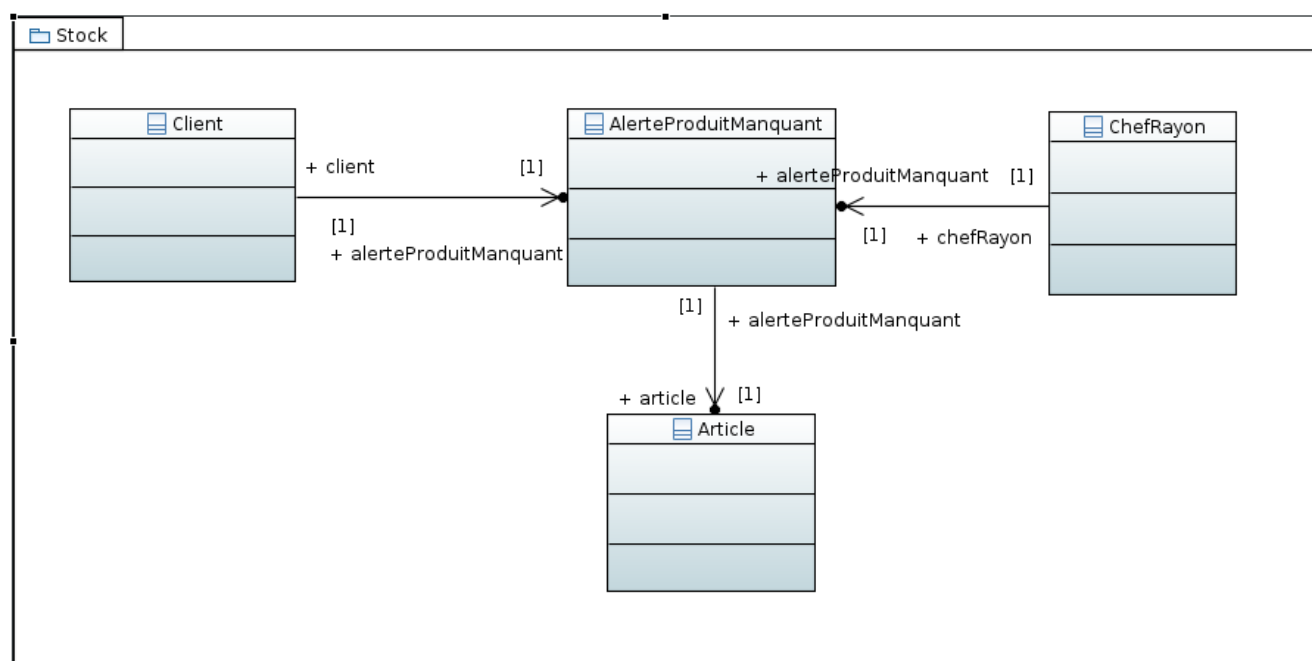 Stock
Client
AlerteProduitManquant
ChefRayon
+ client
[1]
+ alerteProduitManquant
[1]
[1]
+ alerteProduitManquant
[1]
+ chefRayon
[1]
+ alerteProduitManquant
+ article
[1]
Article